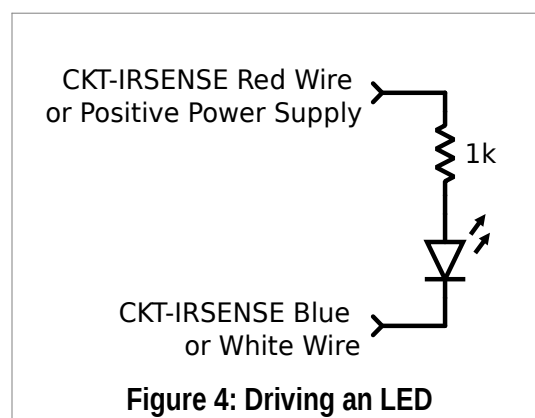 CKT-IRSENSE Red Wire
or Positive Power Supply
1k
CKT-IRSENSE Blue
or White Wire
Figure 4: Driving an LED